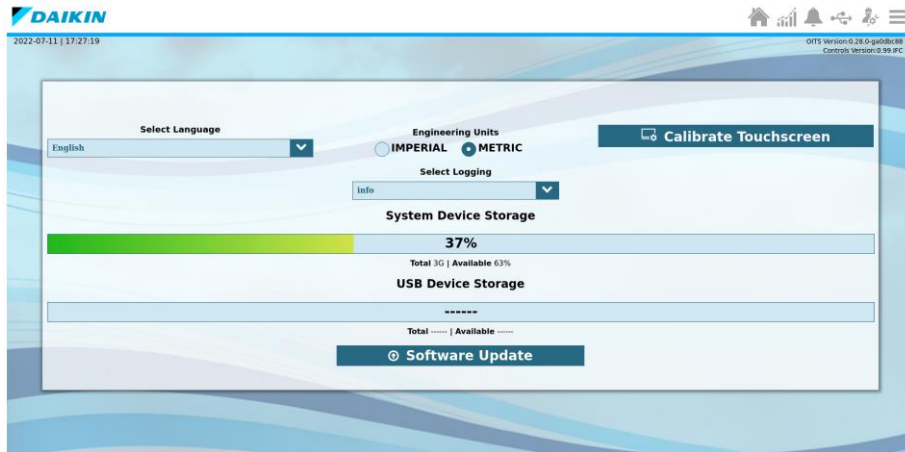 DAIKIN
2022-07-11 | 17:27:19
OITS Version:0.28.0-ga0dbc88
Controls Version:0.99.IFC
Select Language
English
Engineering Units
IMPERIAL METRIC
Calibrate Touchscreen
Select Logging
Info
System Device Storage
37%
Total 3G | Available 63%
USB Device Storage
------
Total ------ | Available ------
Software Update